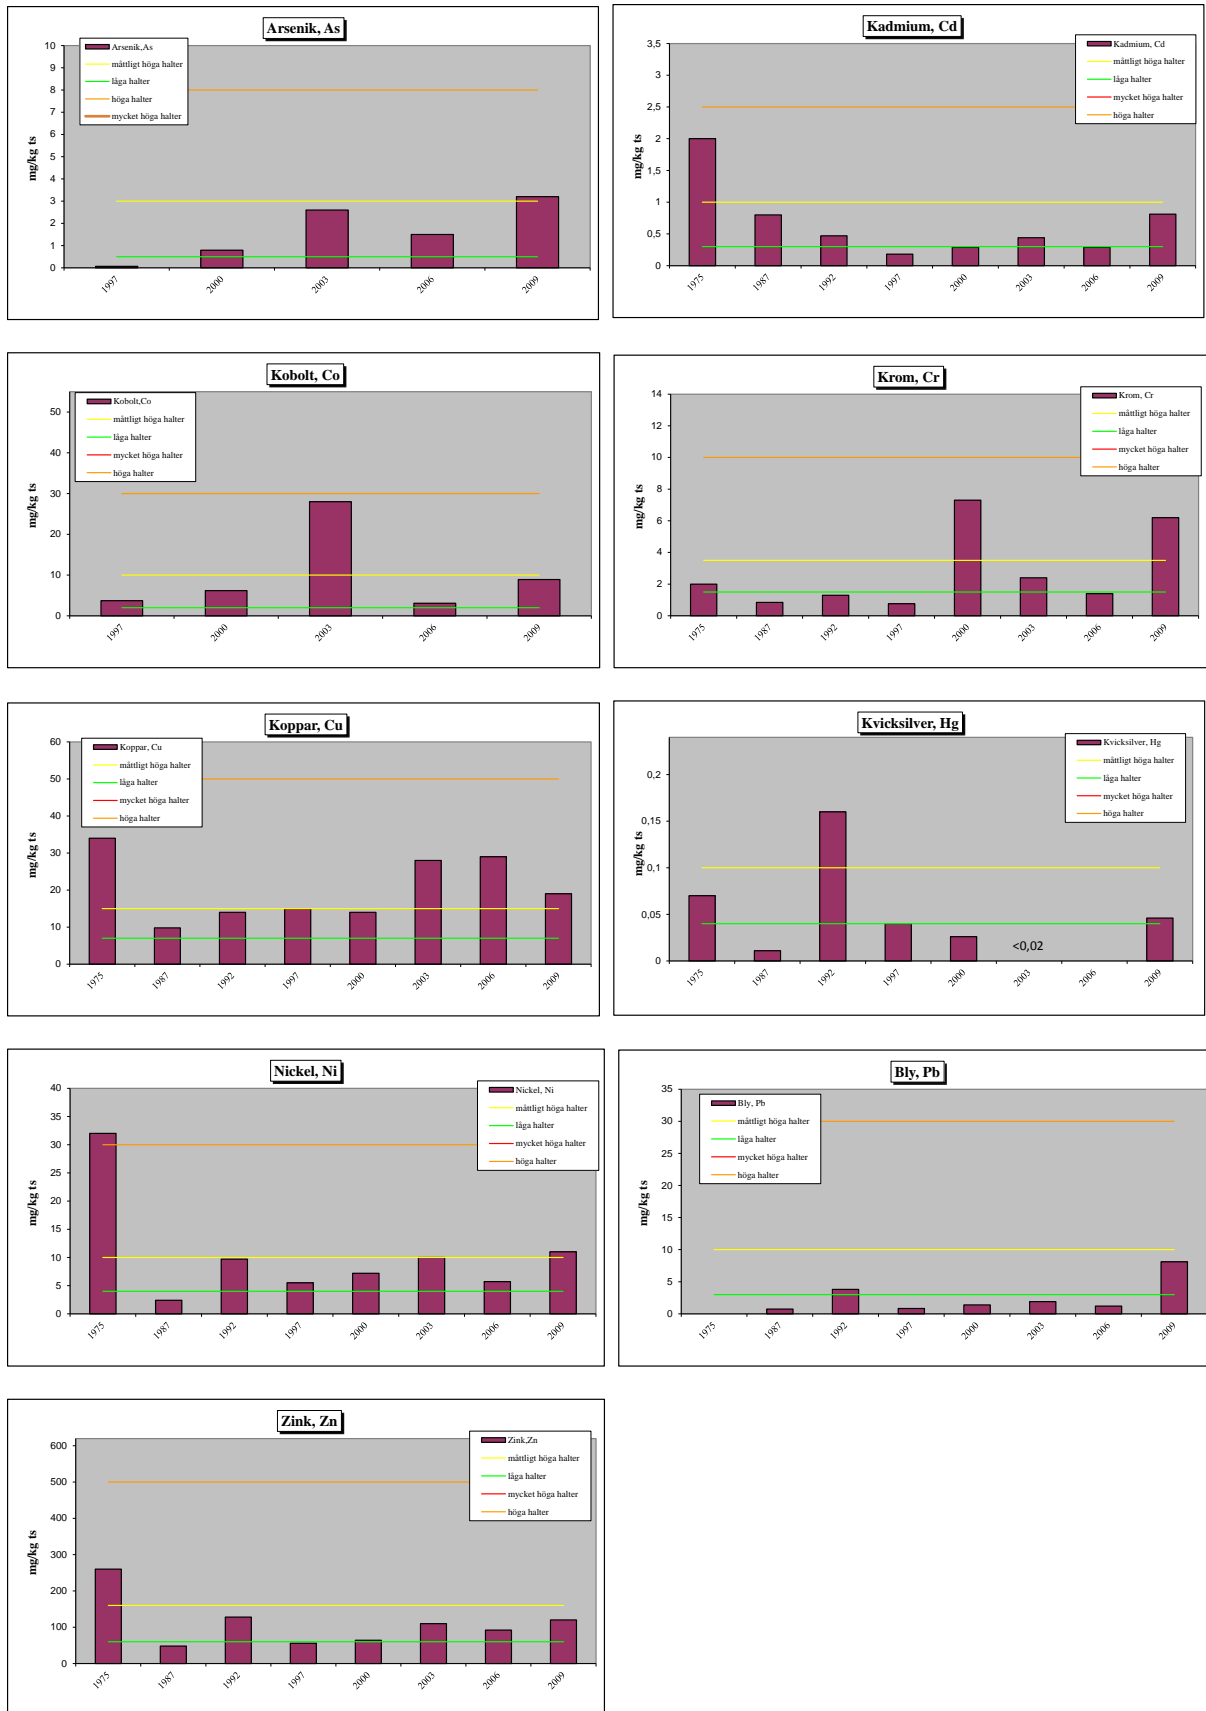 Arsenik, As
Arsenik,As
måttligt höga halter
låga halter
höga halter
mycket höga halter
mg/kg ts
10
9
8
7
6
5
4
3
2
1
0
1997
2000
2003
2006
2009
Kadmium, Cd
Kadmium, Cd
måttligt höga halter
låga halter
mycket höga halter
höga halter
mg/kg ts
3,5
3
2,5
2
1,5
1
0,5
0
1975
1987
1992
1997
2000
2003
2006
2009
Kobolt, Co
Kobolt,Co
måttligt höga halter
låga halter
mycket höga halter
höga halter
mg/kg ts
50
40
30
20
10
0
1997
2000
2003
2006
2009
Krom, Cr
Krom, Cr
måttligt höga halter
låga halter
mycket höga halter
höga halter
mg/kg ts
14
12
10
8
6
4
2
0
1975
1987
1992
1997
2000
2003
2006
2009
Koppar, Cu
Koppar, Cu
måttligt höga halter
låga halter
mycket höga halter
höga halter
mg/kg ts
60
50
40
30
20
10
0
1975
1987
1992
1997
2000
2003
2006
2009
Kvicksilver, Hg
Kvicksilver, Hg
måttligt höga halter
låga halter
mycket höga halter
höga halter
mg/kg ts
0,2
0,15
0,1
0,05
0
<0,02
1975
1987
1992
1997
2000
2003
2006
2009
Nickel, Ni
Nickel, Ni
måttligt höga halter
låga halter
mycket höga halter
höga halter
mg/kg ts
40
35
30
25
20
15
10
5
0
1975
1987
1992
1997
2000
2003
2006
2009
Bly, Pb
Bly, Pb
måttligt höga halter
låga halter
mycket höga halter
höga halter
mg/kg ts
35
30
25
20
15
10
5
0
1975
1987
1992
1997
2000
2003
2006
2009
Zink, Zn
Zink,Zn
måttligt höga halter
låga halter
mycket höga halter
höga halter
mg/kg ts
600
500
400
300
200
100
0
1975
1987
1992
1997
2000
2003
2006
2009